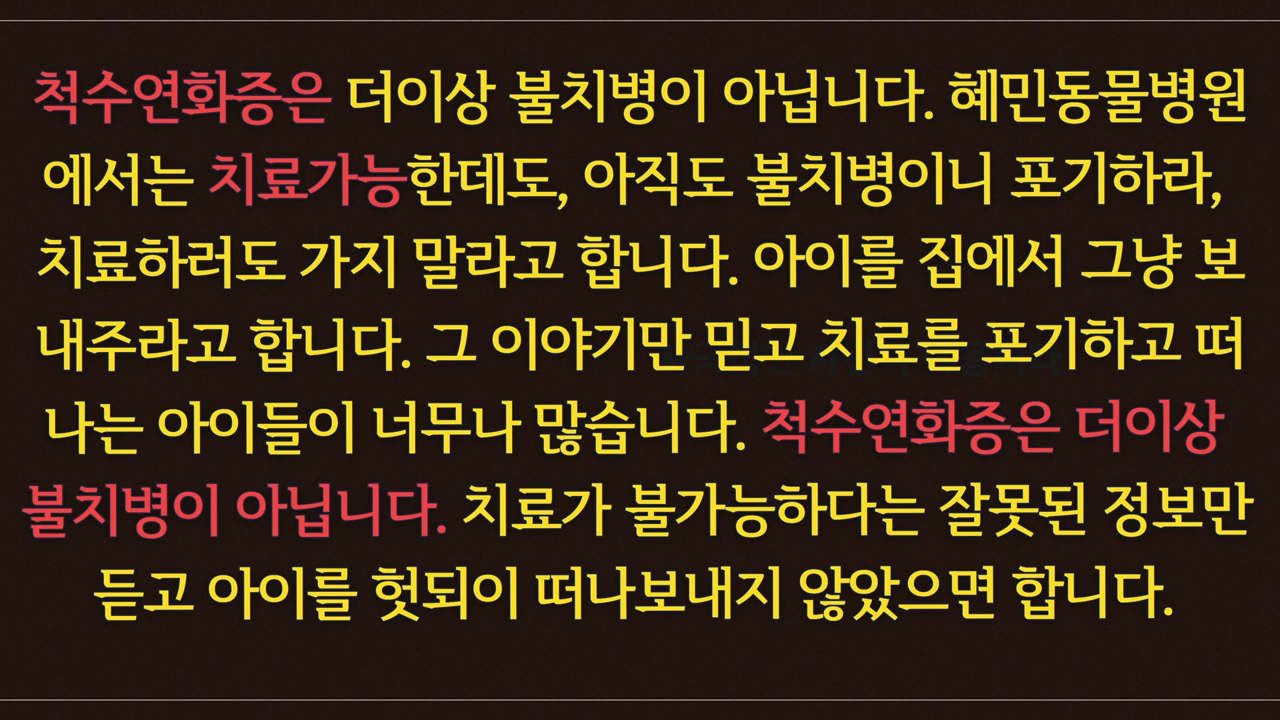 척수연화증은 더이상 불치병이 아닙니다. 혜민동물병원
에서는 치료가능한데도, 아직도 불치병이니 포기하라,
치료하러도 가지 말라고 합니다. 아이를 집에서 그냥 보
내주라고 합니다. 그 이야기만 믿고 치료를 포기하고 떠
나는 아이들이 너무나 많습니다. 척수연화증은 더이상
불치병이 아닙니다. 치료가 불가능하다는 잘못된 정보만
듣고 아이를 헛되이 떠나보내지 않았으면 합니다.